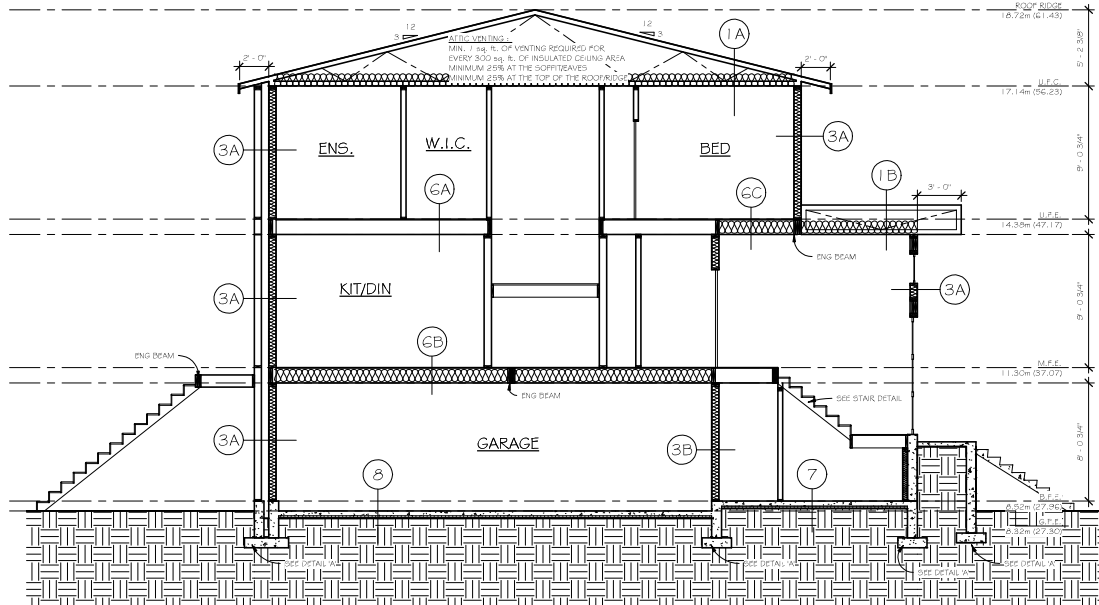 ROOF RIDGE
18.72m (61.43)
12
3
12
3
ATTIC VENTING :
MIN. 1 sq. ft. OF VENTING REQUIRED FOR
EVERY 300 sq. ft. OF INSULATED CEILING AREA
MINIMUM 25% AT THE SOFFIT/EAVES
MINIMUM 25% AT THE TOP OF THE ROOF/RIDGE
1A
5' - 2 3/8"
2' - 0"
2' - 0"
U.F.C.
17.14m (56.23)
3A
ENS.
W.I.C.
BED
3A
9' - 0 3/4"
6A
6C
1B
3' - 0"
U.F.E.
14.38m (47.17)
ENG BEAM
3A
KIT/DIN
3A
9' - 0 3/4"
6B
ENG BEAM
M.F.E.
11.30m (37.07)
ENG BEAM
SEE STAIR DETAIL
3A
GARAGE
3B
8' - 0 3/4"
8
7
B.F.E.
8.52m (27.96)
G.F.E.
8.32m (27.30)
SEE DETAIL 'A'
SEE DETAIL 'A'
SEE DETAIL 'A'
SEE DETAIL 'A'